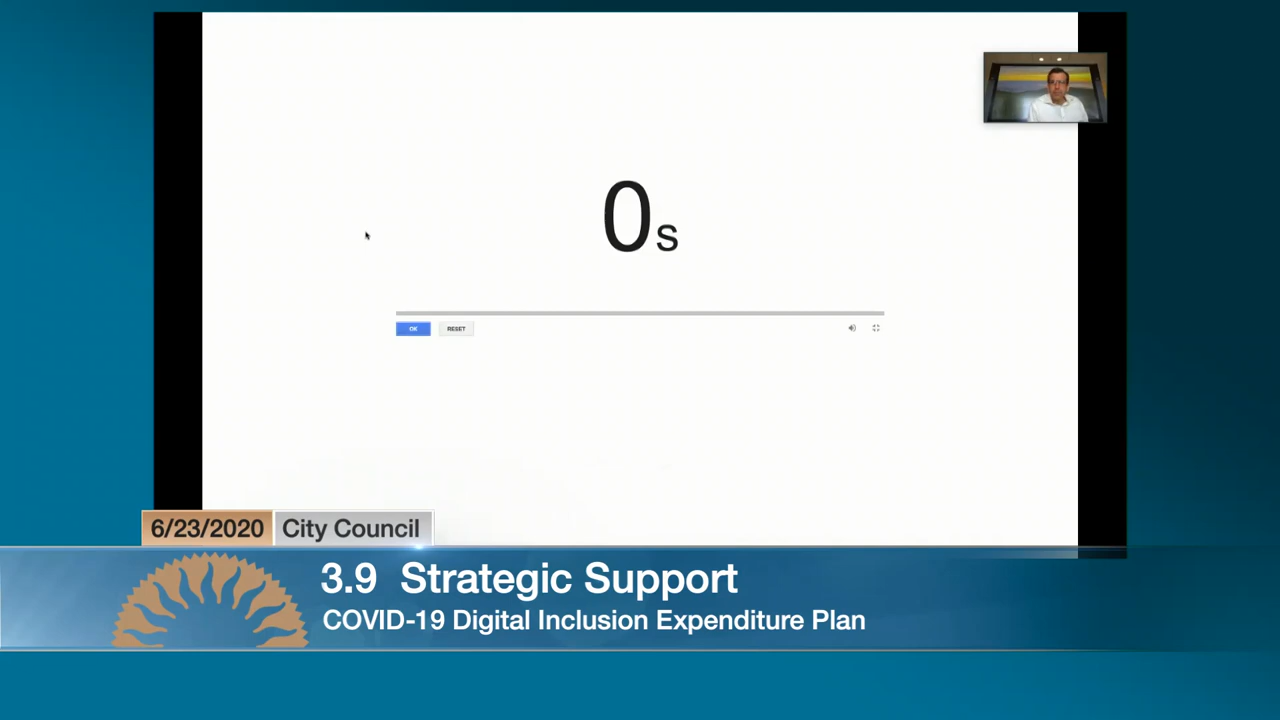 0s
OK
RESET
6/23/2020
City Council
3.9 Strategic Support
COVID-19 Digital Inclusion Expenditure Plan